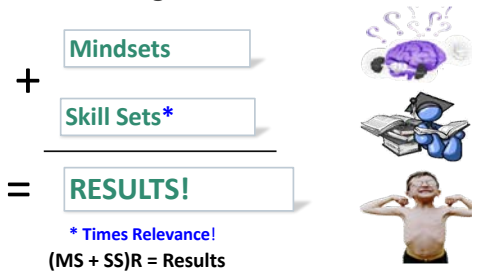 Mindsets
+
Skill Sets*
= RESULTS!
* Times Relevance!
(MS + SS)R = Results